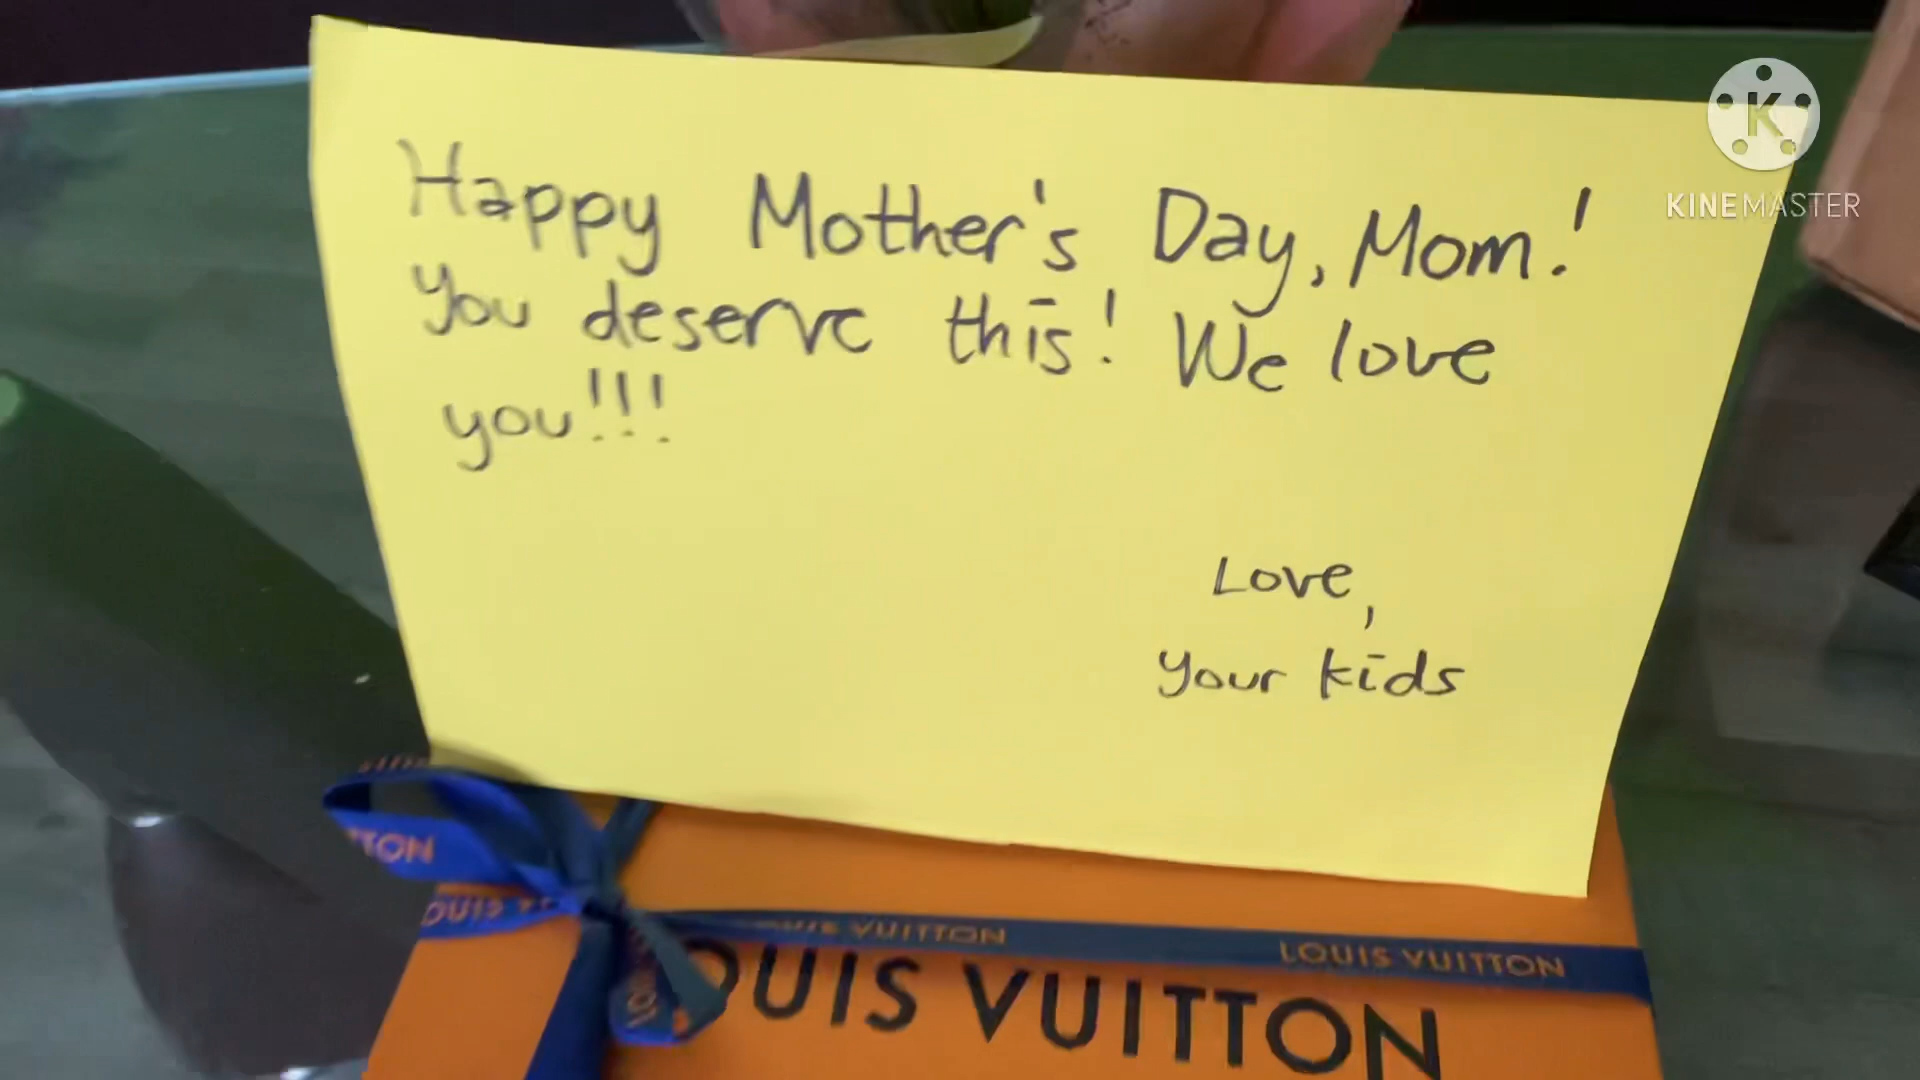 Happy Mother's Day, Mom!
You deserve this! We love
you!!!
Love,
your kids
KINEMASTER
LOUIS VUITTON
VUITTON
LOUIS VUITTON